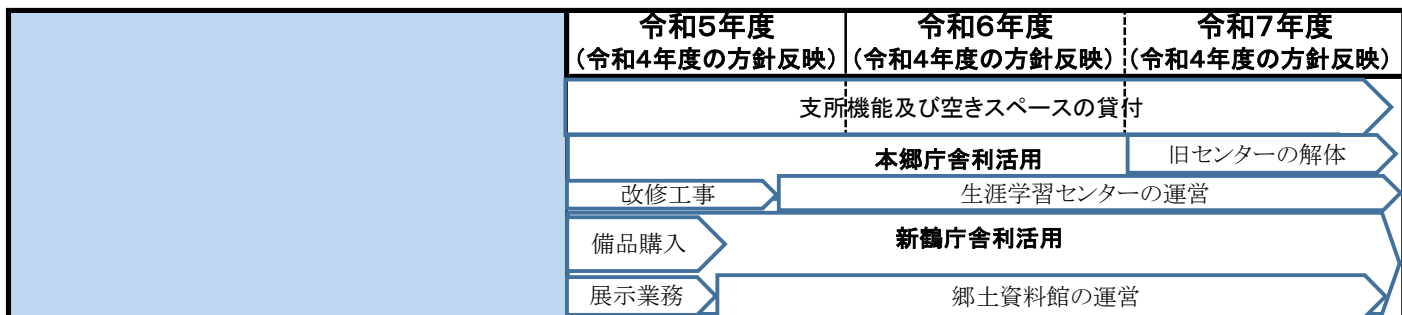 令和5年度
(令和4年度の方針反映)
令和6年度
(令和4年度の方針反映)
令和7年度
(令和4年度の方針反映)
支所機能及び空きスペースの貸付
本郷庁舎利活用
旧センターの解体
改修工事
生涯学習センターの運営
備品購入
新鶴庁舎利活用
展示業務
郷土資料館の運営